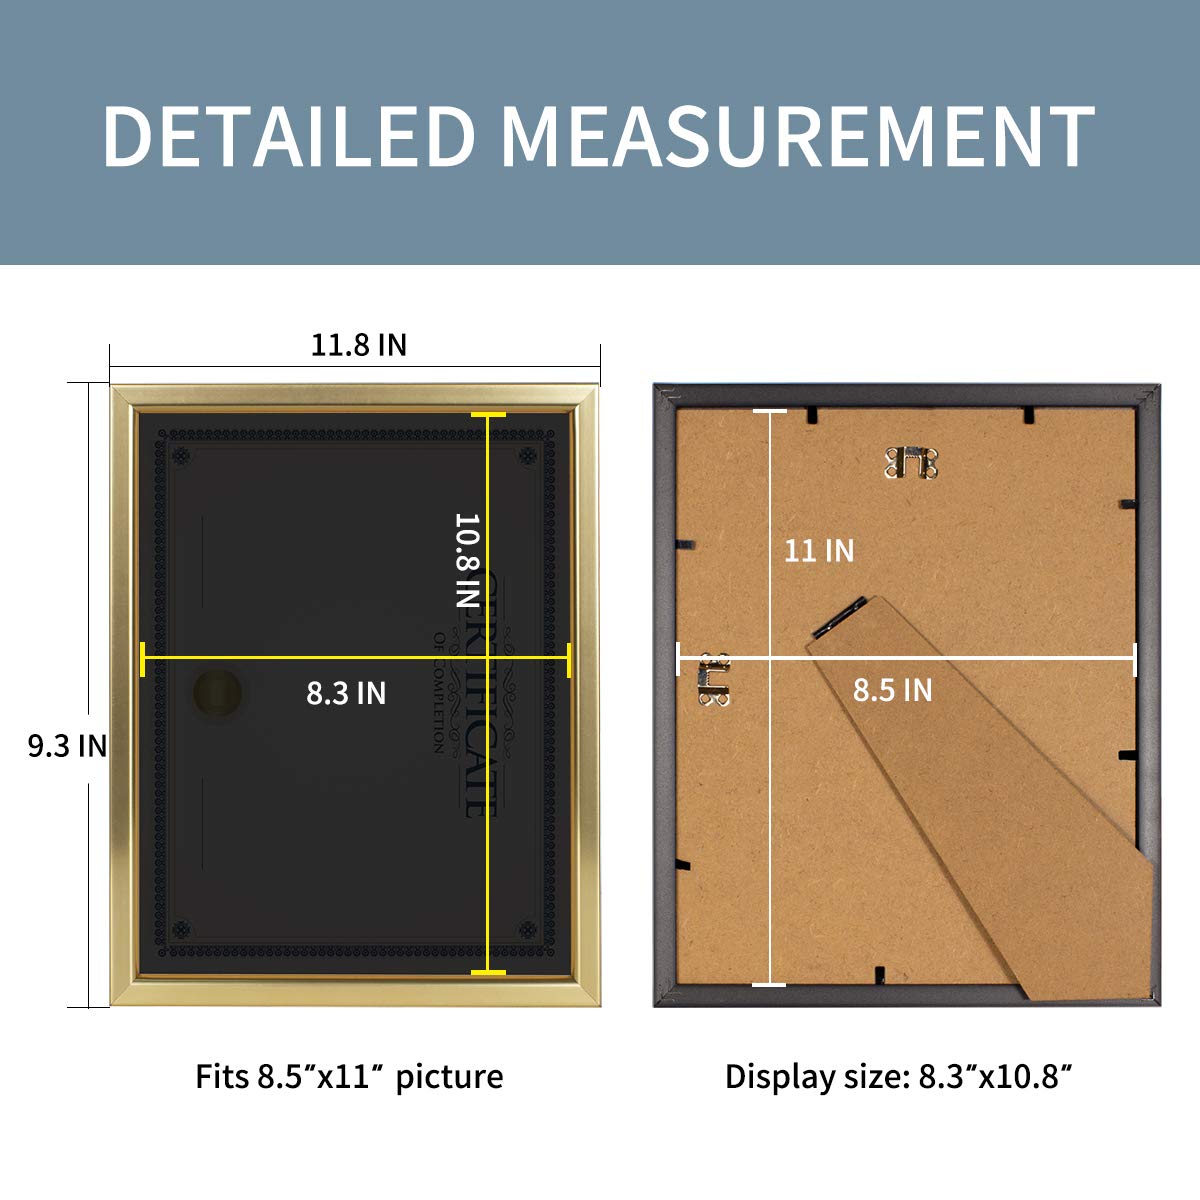 DETAILED MEASUREMENT
11.8 IN
9.3 IN
10.8 IN
8.3 IN
CERTIFICATE
OF COMPLETION
11 IN
8.5 IN
Fits 8.5″x11″ picture
Display size: 8.3″x10.8″